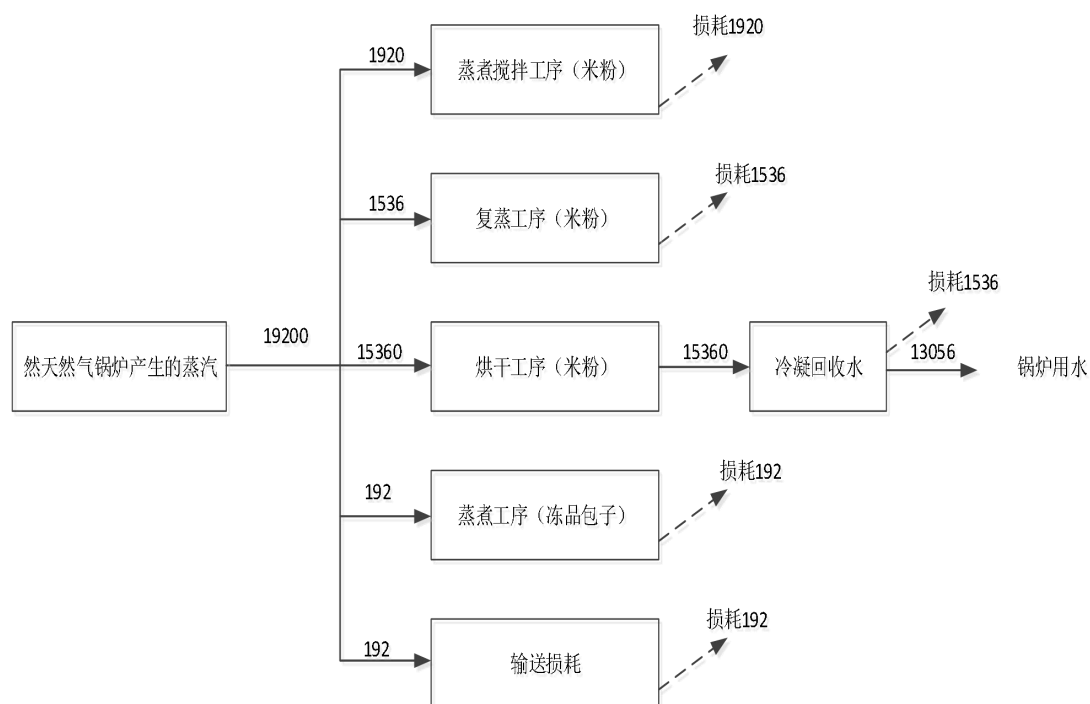 损耗1920
1920
蒸煮搅拌工序（米粉）
损耗1536
1536
复蒸工序（米粉）
损耗1536
19200
然天然气锅炉产生的蒸汽
15360
烘干工序（米粉）
15360
冷凝回收水
13056
锅炉用水
损耗192
192
蒸煮工序（冻品包子）
损耗192
192
输送损耗